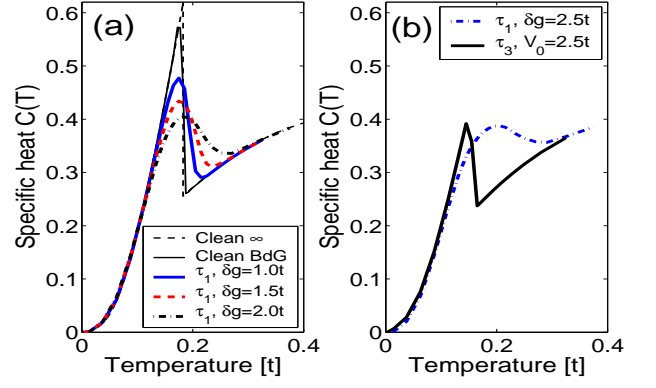 (a)
Specific heat C(T)
0.6
0.5
0.4
0.3
0.2
0.1
0
Clean ∞
Clean BdG
τ₁, δg=1.0t
τ₁, δg=1.5t
τ₁, δg=2.0t
0 0.2 0.4
Temperature [t]
(b)
τ₁, δg=2.5t
τ₃, V₀=2.5t
Specific heat C(T)
0.6
0.5
0.4
0.3
0.2
0.1
0
0 0.2 0.4
Temperature [t]